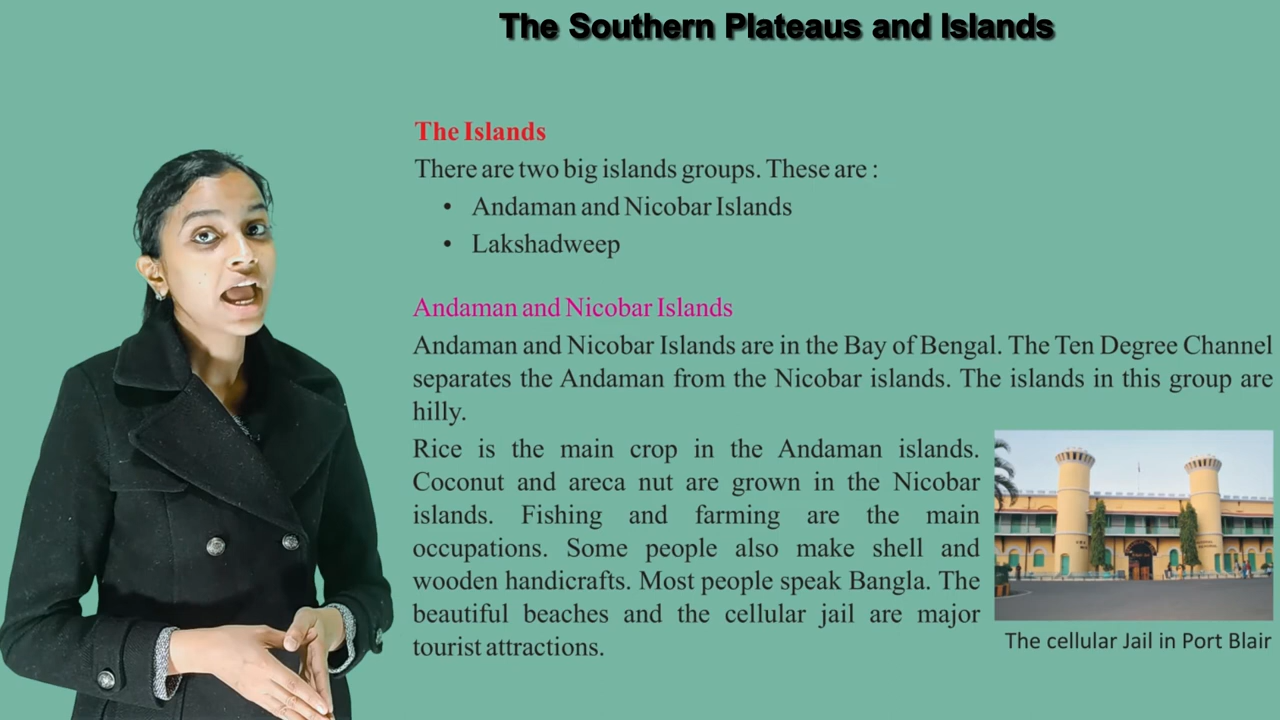 The Southern Plateaus and Islands
The Islands
There are two big islands groups. These are :
• Andaman and Nicobar Islands
• Lakshadweep
Andaman and Nicobar Islands
Andaman and Nicobar Islands are in the Bay of Bengal. The Ten Degree Channel
separates the Andaman from the Nicobar islands. The islands in this group are
hilly.
Rice is the main crop in the Andaman islands.
Coconut and areca nut are grown in the Nicobar
islands. Fishing and farming are the main
occupations. Some people also make shell and
wooden handicrafts. Most people speak Bangla. The
beautiful beaches and the cellular jail are major
tourist attractions.
The cellular Jail in Port Blair